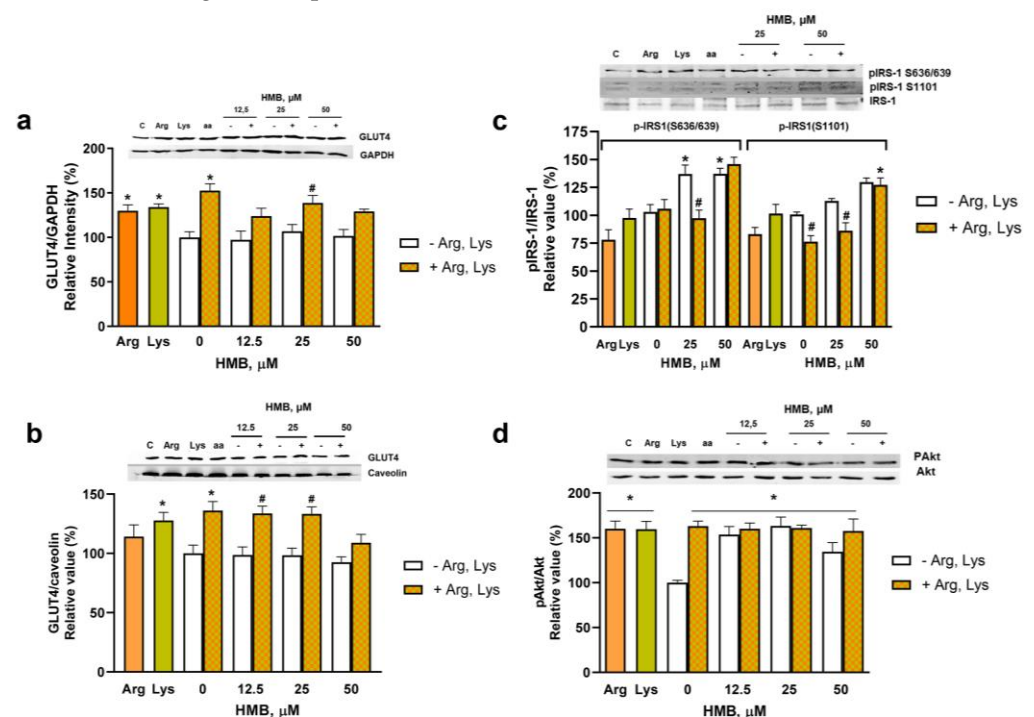 a
HMB, µM
12,5 25 50
C Arg Lys aa - + - + - +
GLUT4
GAPDH
GLUT4/GAPDH
Relative Intensity (%)
200
150
100
50
0
* * * #
Arg Lys 0 12.5 25 50
HMB, µM
- Arg, Lys
+ Arg, Lys
c
HMB, µM
25 50
C Arg Lys aa - + - +
pIRS-1 S636/639
pIRS-1 S1101
IRS-1
p-IRS1(S636/639) p-IRS1(S1101)
pIRS-1/IRS-1
Relative value (%)
175
150
125
100
75
50
25
0
* # * # # *
Arg Lys 0 25 50 Arg Lys 0 25 50
HMB, µM HMB, µM
- Arg, Lys
+ Arg, Lys
b
HMB, µM
12.5 25 50
C Arg Lys aa - + - + - +
GLUT4
Caveolin
GLUT4/caveolin
Relative value (%)
150
100
50
0
* * # #
Arg Lys 0 12.5 25 50
HMB, µM
- Arg, Lys
+ Arg, Lys
d
HMB, µM
12,5 25 50
C Arg Lys aa - + - + - +
PAkt
Akt
pAkt/Akt
Relative value (%)
200
150
100
50
0
* *
Arg Lys 0 12.5 25 50
HMB, µM
- Arg, Lys
+ Arg, Lys